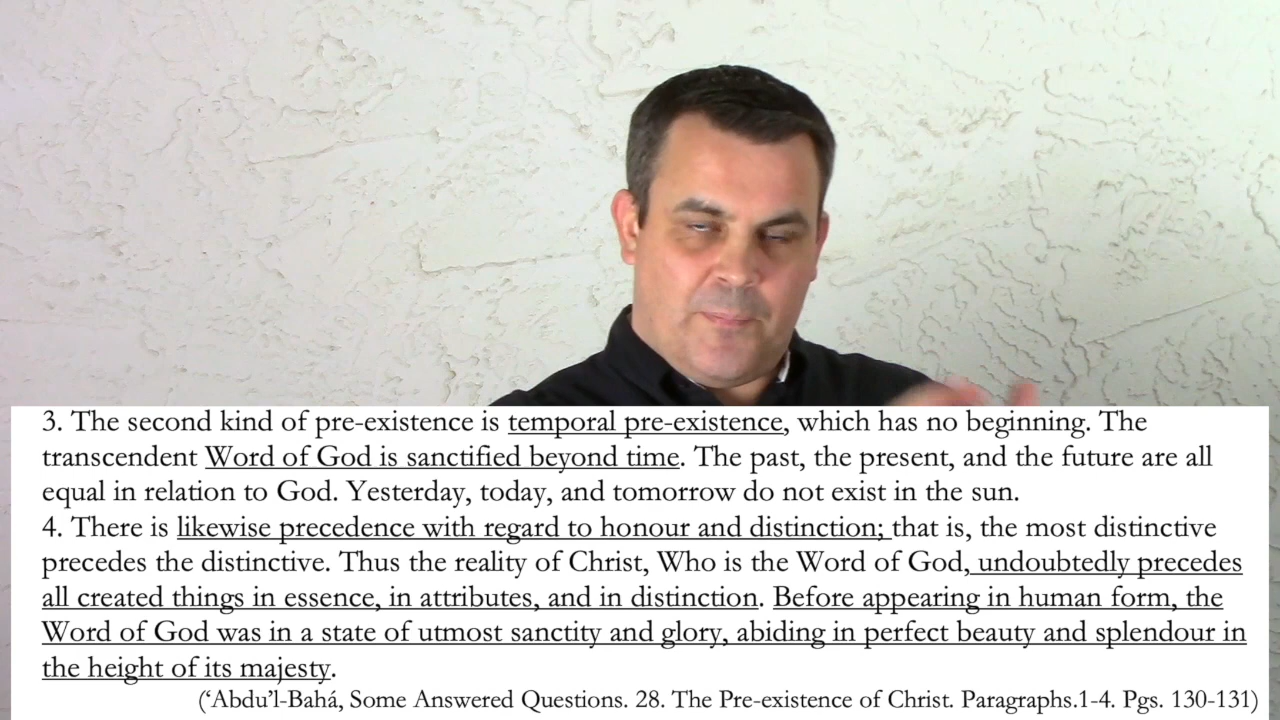 3. The second kind of pre-existence is temporal pre-existence, which has no beginning. The
transcendent Word of God is sanctified beyond time. The past, the present, and the future are all
equal in relation to God. Yesterday, today, and tomorrow do not exist in the sun.
4. There is likewise precedence with regard to honour and distinction; that is, the most distinctive
precedes the distinctive. Thus the reality of Christ, Who is the Word of God, undoubtedly precedes
all created things in essence, in attributes, and in distinction. Before appearing in human form, the
Word of God was in a state of utmost sanctity and glory, abiding in perfect beauty and splendour in
the height of its majesty.
(‘Abdu’l-Bahá, Some Answered Questions. 28. The Pre-existence of Christ. Paragraphs.1-4. Pgs. 130-131)